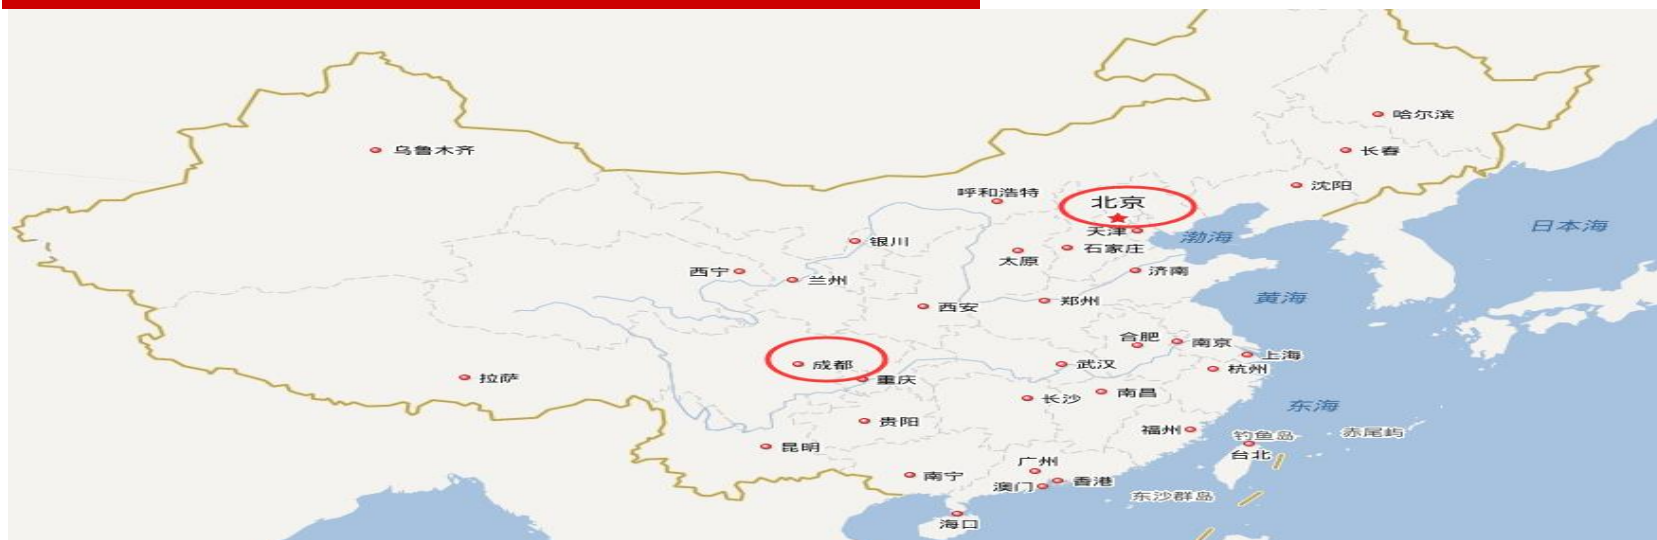 哈尔滨
乌鲁木齐
长春
沈阳
呼和浩特
北京
日本海
天津
渤海
银川
石家庄
太原
西宁
济南
兰州
黄海
郑州
西安
合肥
南京
上海
成都
武汉
杭州
拉萨
重庆
南昌
长沙
东海
贵阳
福州
钓鱼岛
赤尾屿
昆明
台北
广州
南宁
香港
澳门
东沙群岛
海口